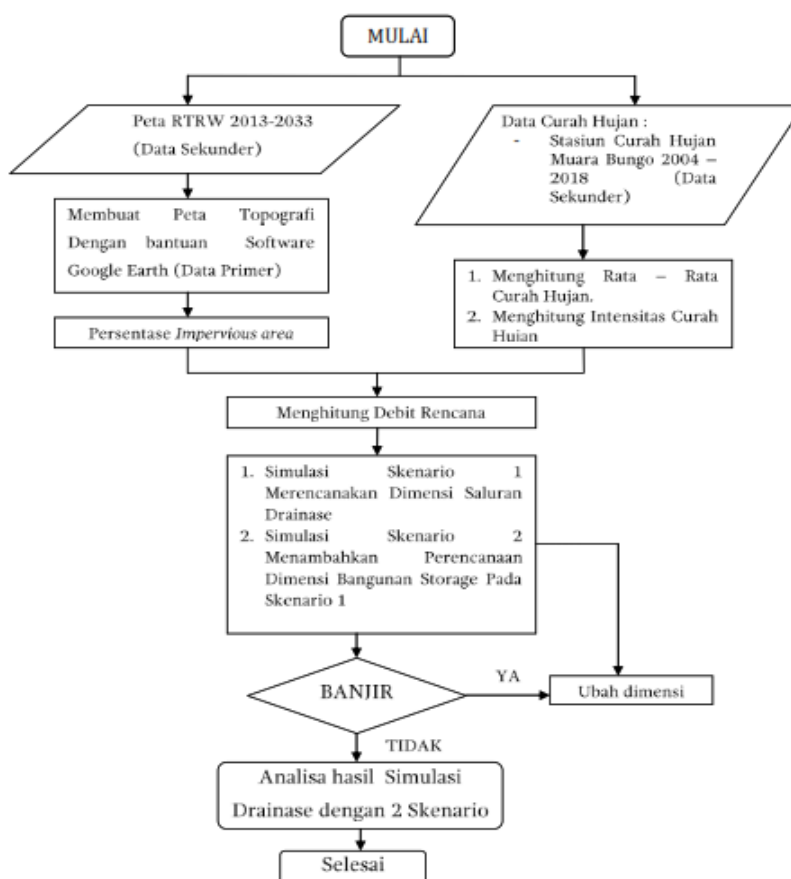 MULAI
Peta RTRW 2013-2033
(Data Sekunder)
Data Curah Hujan :
- Stasiun Curah Hujan
Muara Bungo 2004 –
2018 (Data
Sekunder)
Membuat Peta Topografi
Dengan bantuan Software
Google Earth (Data Primer)
1. Menghitung Rata – Rata
Curah Hujan.
2. Menghitung Intensitas Curah
Huian
Persentase Impervious area
Menghitung Debit Rencana
1. Simulasi Skenario 1
Merencanakan Dimensi Saluran
Drainase
2. Simulasi Skenario 2
Menambahkan Perencanaan
Dimensi Bangunan Storage Pada
Skenario 1
BANJIR
YA
Ubah dimensi
TIDAK
Analisa hasil Simulasi
Drainase dengan 2 Skenario
Selesai